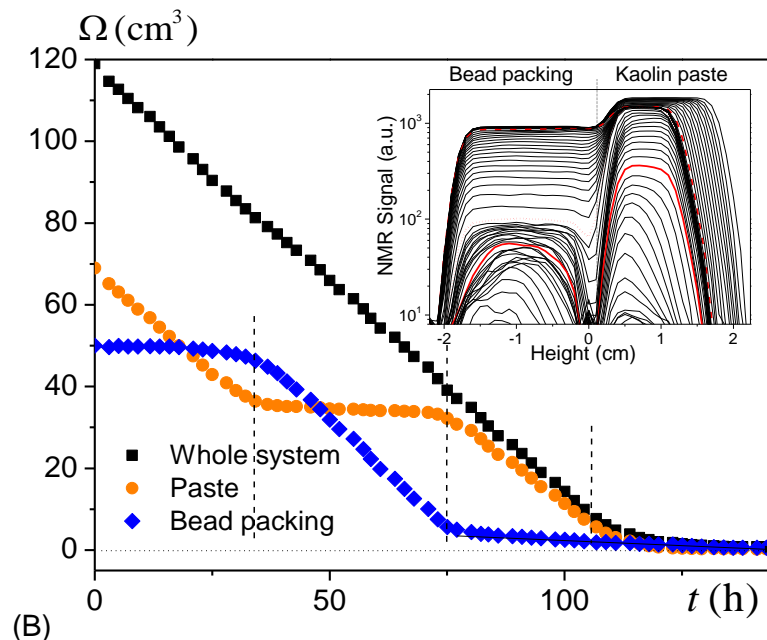 Ω (cm³)
120
100
80
60
40
20
0
Whole system
Paste
Bead packing
0
50
100
t (h)
(B)
Bead packing
Kaolin paste
NMR Signal (a.u.)
10³
10²
10¹
-2
-1
0
1
2
Height (cm)